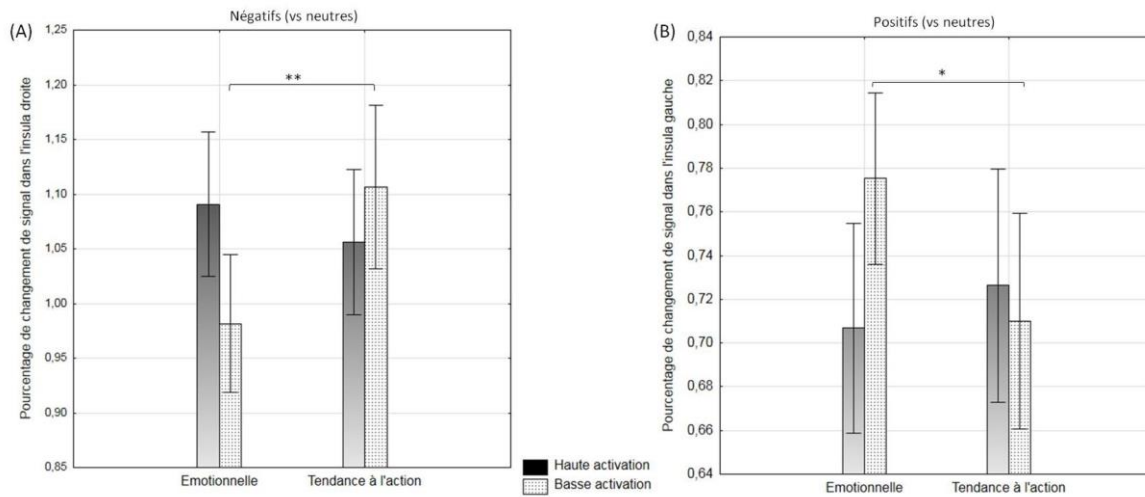 (A)
Négatifs (vs neutres)
Pourcentage de changement de signal dans l'insula droite
1,25
1,20
1,15
1,10
1,05
1,00
0,95
0,90
0,85
**
Emotionnelle
Tendance à l'action
Haute activation
Basse activation
(B)
Positifs (vs neutres)
Pourcentage de changement de signal dans l'insula gauche
0,84
0,82
0,80
0,78
0,76
0,74
0,72
0,70
0,68
0,66
0,64
*
Emotionnelle
Tendance à l'action